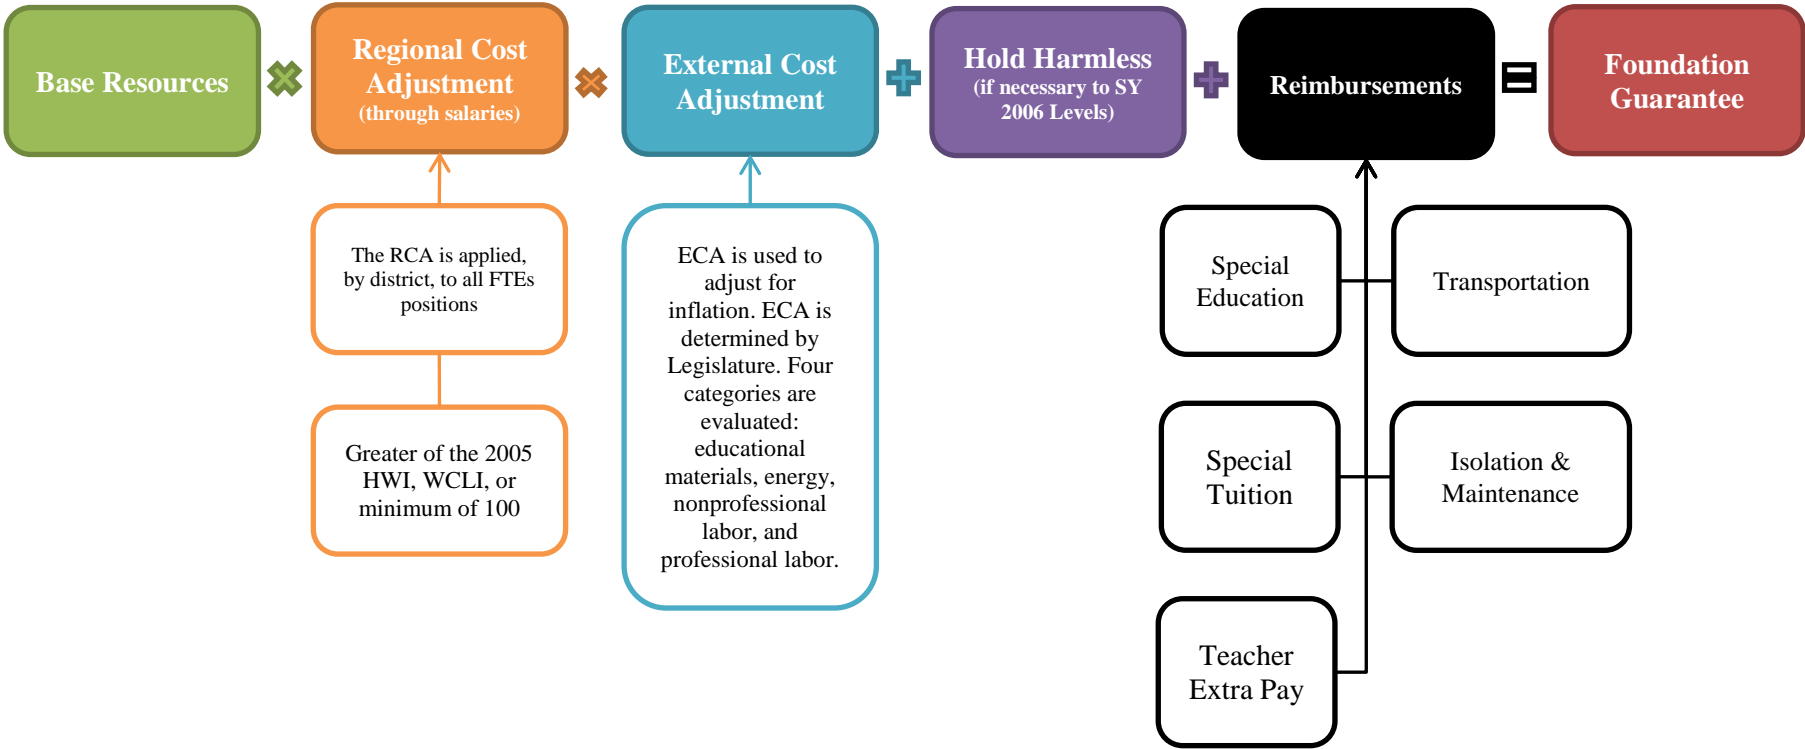 Base Resources
Regional Cost
Adjustment
(through salaries)
External Cost
Adjustment
Hold Harmless
(if necessary to SY
2006 Levels)
Reimbursements
Foundation
Guarantee
The RCA is applied,
by district, to all FTEs
positions
Greater of the 2005
HWI, WCLI, or
minimum of 100
ECA is used to
adjust for
inflation. ECA is
determined by
Legislature. Four
categories are
evaluated:
educational
materials, energy,
nonprofessional
labor, and
professional labor.
Special
Education
Transportation
Special
Tuition
Isolation &
Maintenance
Teacher
Extra Pay